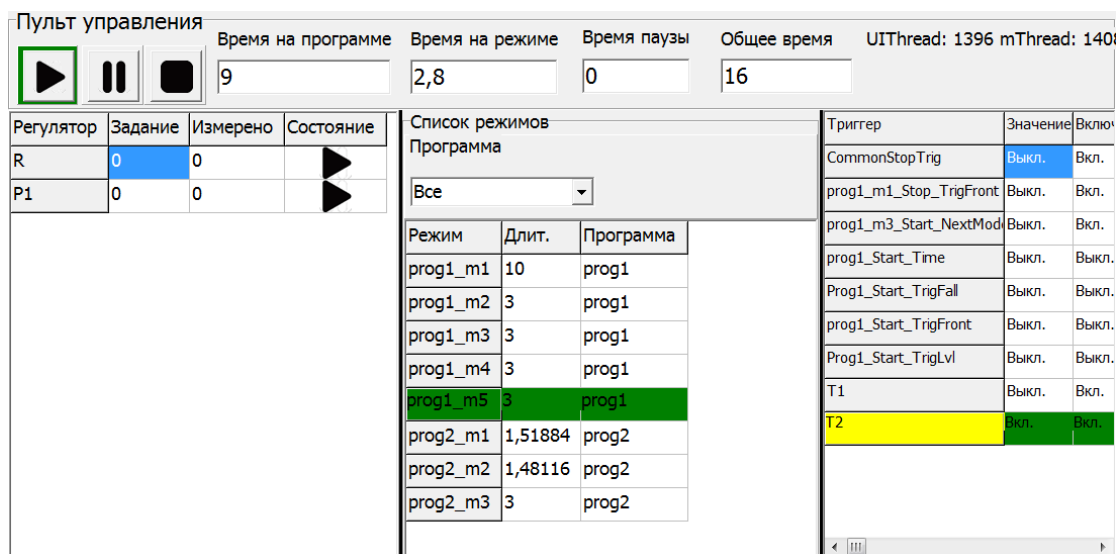 Пульт управления
Время на программе Время на режиме Время паузы Общее время UIThread: 1396 mThread: 1408
9 2,8 0 16
Регулятор Задание Измерено Состояние
R 0 0
P1 0 0
Список режимов
Программа
Все
Режим Длит. Программа
prog1_m1 10 prog1
prog1_m2 3 prog1
prog1_m3 3 prog1
prog1_m4 3 prog1
prog1_m5 3 prog1
prog2_m1 1,51884 prog2
prog2_m2 1,48116 prog2
prog2_m3 3 prog2
Триггер Значение Включ
CommonStopTrig Выкл. Вкл.
prog1_m1_Stop_TrigFront Выкл. Вкл.
prog1_m3_Start_NextMod Выкл. Вкл.
prog1_Start_Time Выкл. Выкл.
Prog1_Start_TrigFall Выкл. Выкл.
prog1_Start_TrigFront Выкл. Выкл.
Prog1_Start_TrigLvl Выкл. Выкл.
T1 Выкл. Вкл.
T2 Вкл. Вкл.